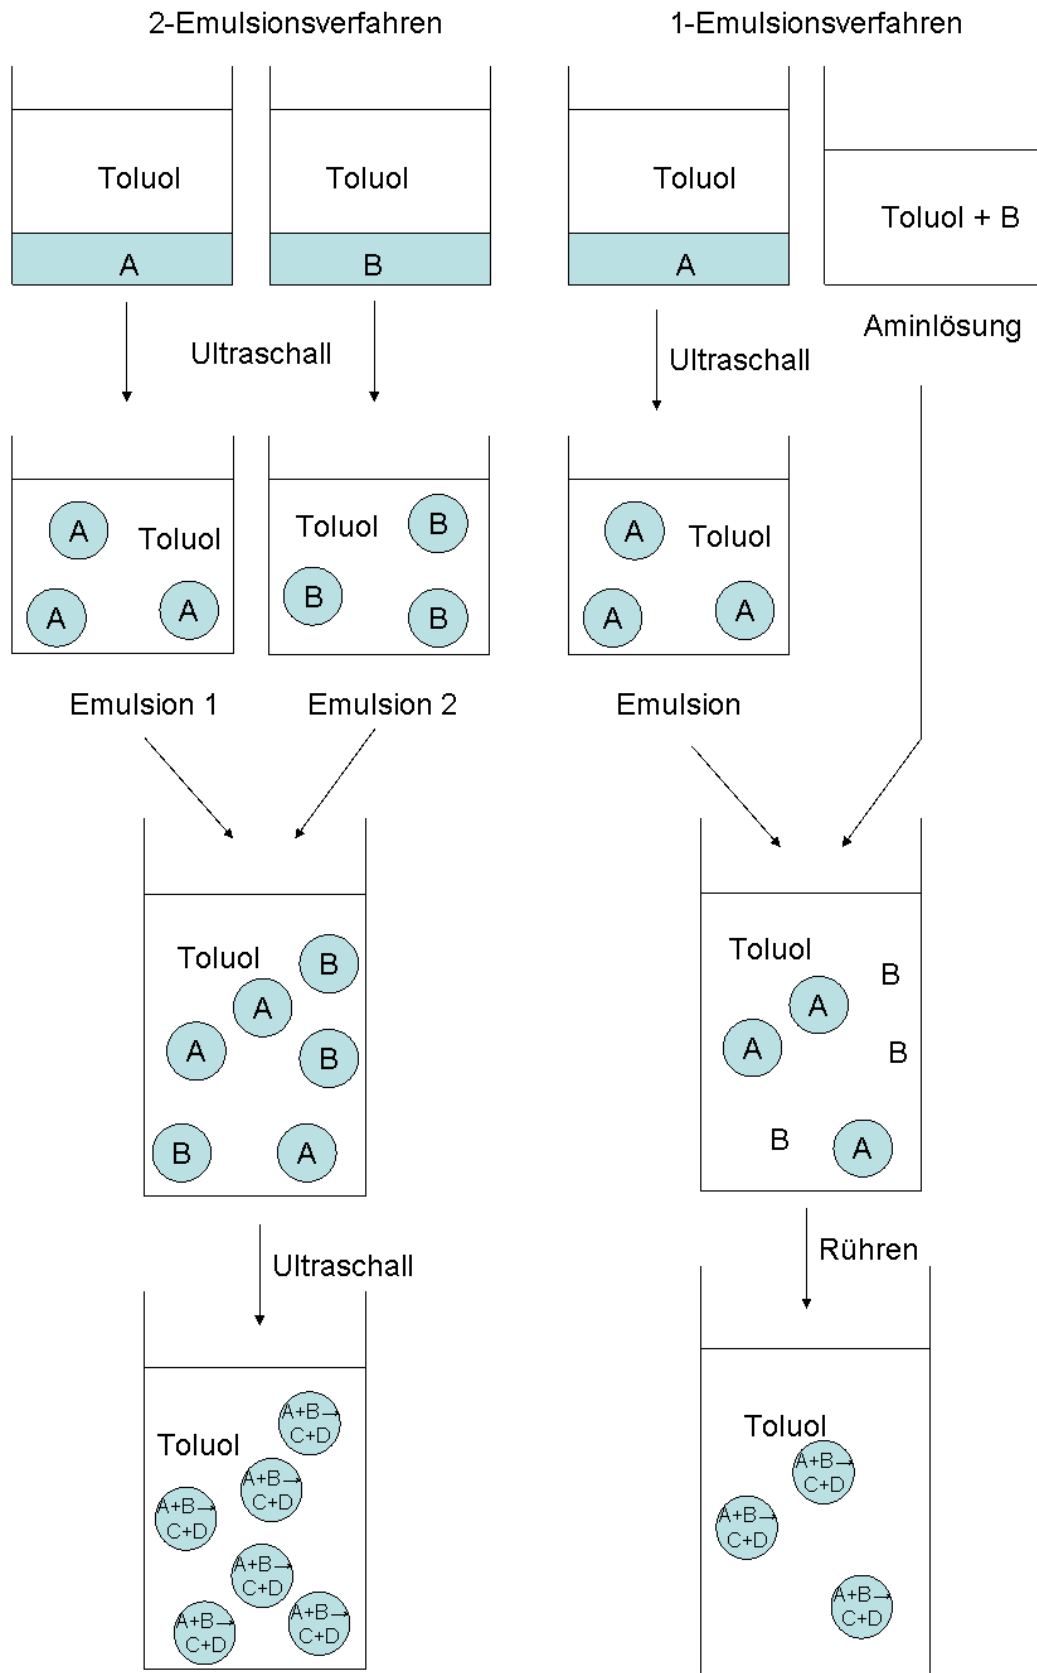 2-Emulsionsverfahren
1-Emulsionsverfahren
Toluol
Toluol
Toluol
Toluol + B
A
B
A
Aminlösung
Ultraschall
Ultraschall
A
Toluol
A
A
Toluol
B
B
B
A
Toluol
A
A
Emulsion 1
Emulsion 2
Emulsion
Toluol
B
A
A
B
B
A
Toluol
B
A
A
B
B
A
Ultraschall
Rühren
Toluol
A+B→
C+D
A+B→
C+D
A+B→
C+D
A+B→
C+D
A+B→
C+D
A+B→
C+D
Toluol
A+B→
C+D
A+B→
C+D
A+B→
C+D